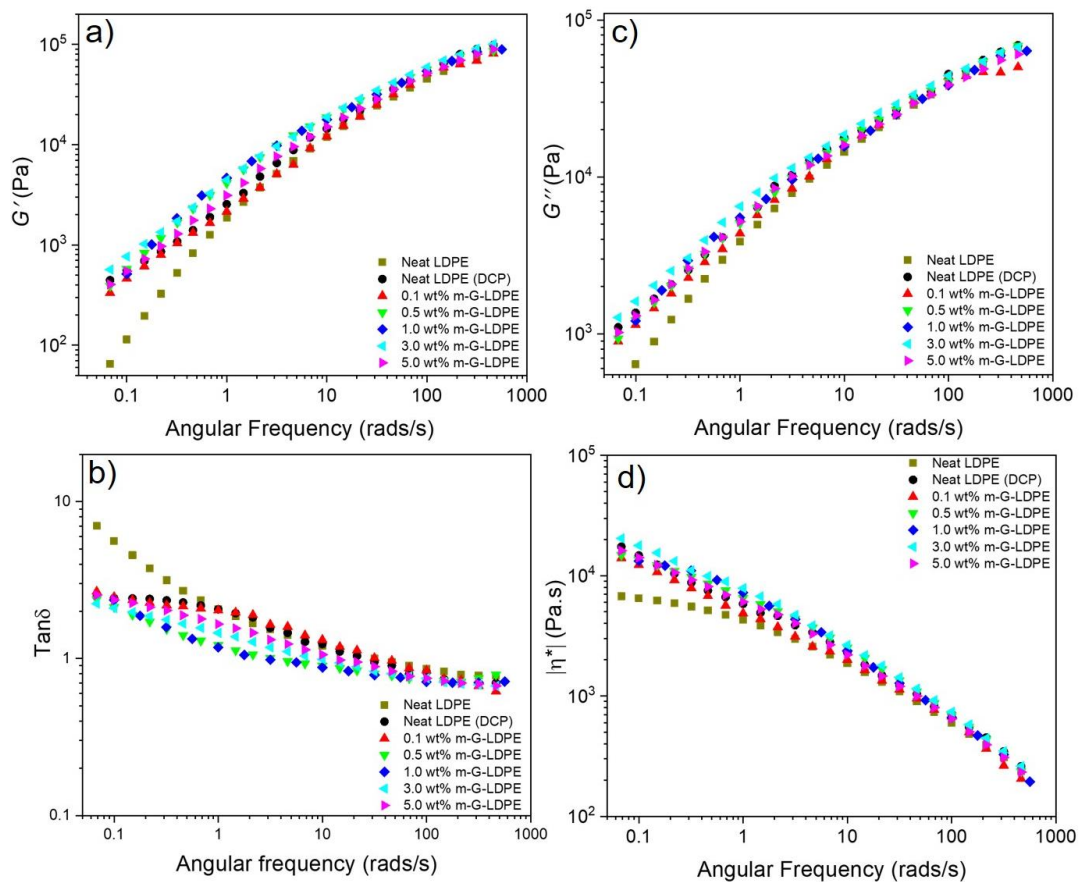 a)
10⁵
10⁴
10³
10²
G′ (Pa)
Neat LDPE
Neat LDPE (DCP)
0.1 wt% m-G-LDPE
0.5 wt% m-G-LDPE
1.0 wt% m-G-LDPE
3.0 wt% m-G-LDPE
5.0 wt% m-G-LDPE
0.1 1 10 100 1000
Angular Frequency (rads/s)
c)
10⁵
10⁴
10³
G′′ (Pa)
Neat LDPE
Neat LDPE (DCP)
0.1 wt% m-G-LDPE
0.5 wt% m-G-LDPE
1.0 wt% m-G-LDPE
3.0 wt% m-G-LDPE
5.0 wt% m-G-LDPE
0.1 1 10 100 1000
Angular Frequency (rads/s)
b)
10
1
0.1
Tanδ
Neat LDPE
Neat LDPE (DCP)
0.1 wt% m-G-LDPE
0.5 wt% m-G-LDPE
1.0 wt% m-G-LDPE
3.0 wt% m-G-LDPE
5.0 wt% m-G-LDPE
0.1 1 10 100 1000
Angular frequency (rads/s)
d)
10⁵
10⁴
10³
10²
|η*| (Pa.s)
Neat LDPE
Neat LDPE (DCP)
0.1 wt% m-G-LDPE
0.5 wt% m-G-LDPE
1.0 wt% m-G-LDPE
3.0 wt% m-G-LDPE
5.0 wt% m-G-LDPE
0.1 1 10 100 1000
Angular Frequency (rads/s)